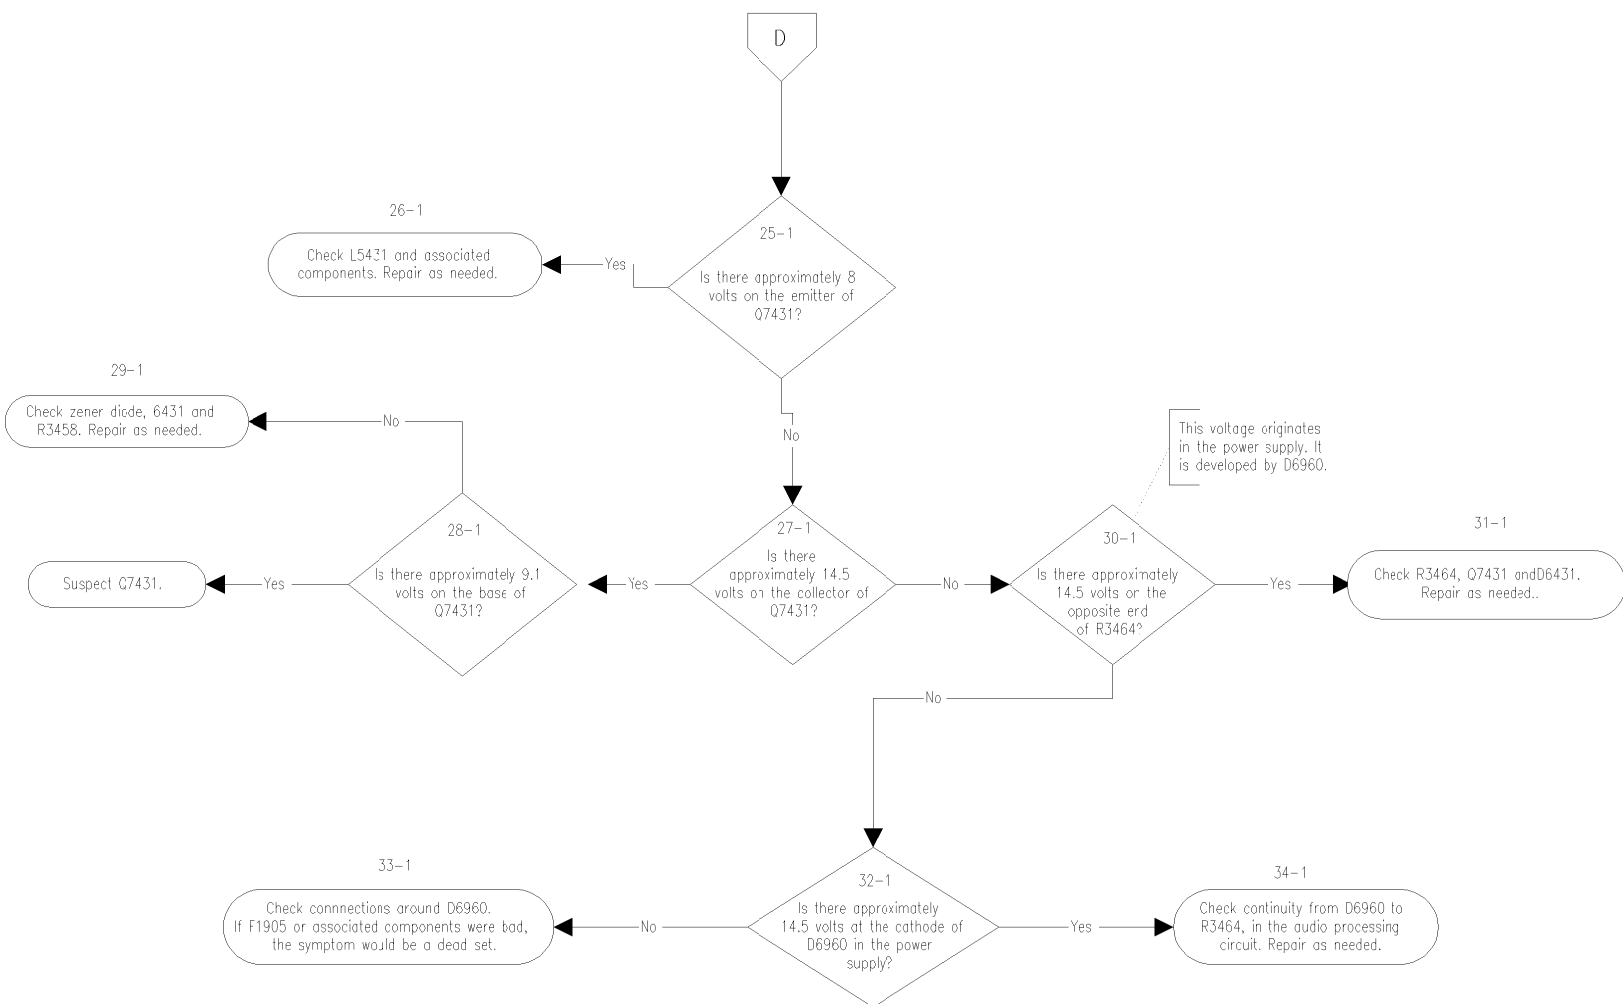 D
26-1
Check L5431 and associated
components. Repair as needed.
Yes
25-1
Is there approximately 8
volts on the emitter of
Q7431?
29-1
Check zener diode, 6431 and
R3458. Repair as needed.
No
No
This voltage originates
in the power supply. It
is developed by D6960.
28-1
Is there approximately 9.1
volts on the base of
Q7431?
Suspect Q7431.
Yes
27-1
Is there
approximately 14.5
volts on the collector of
Q7431?
Yes
No
30-1
Is there approximately
14.5 volts on the
opposite end
of R3464?
Yes
31-1
Check R3464, Q7431 andD6431.
Repair as needed..
No
33-1
Check connnections around D6960.
If F1905 or associated components were bad,
the symptom would be a dead set.
No
32-1
Is there approximately
14.5 volts at the cathode of
D6960 in the power
supply?
Yes
34-1
Check continuity from D6960 to
R3464, in the audio processing
circuit. Repair as needed.